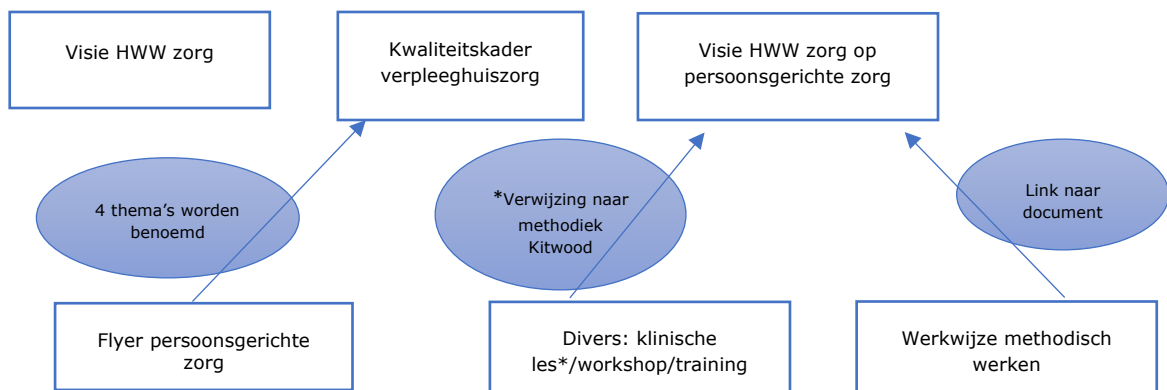 Visie HWW zorg
Kwaliteitskader
verpleeghuiszorg
Visie HWW zorg op
persoonsgerichte zorg
4 thema's worden
benoemd
*Verwijzing naar
methodiek
Kitwood
Link naar
document
Flyer persoonsgerichte
zorg
Divers: klinische
les*/workshop/training
Werkwijze methodisch
werken